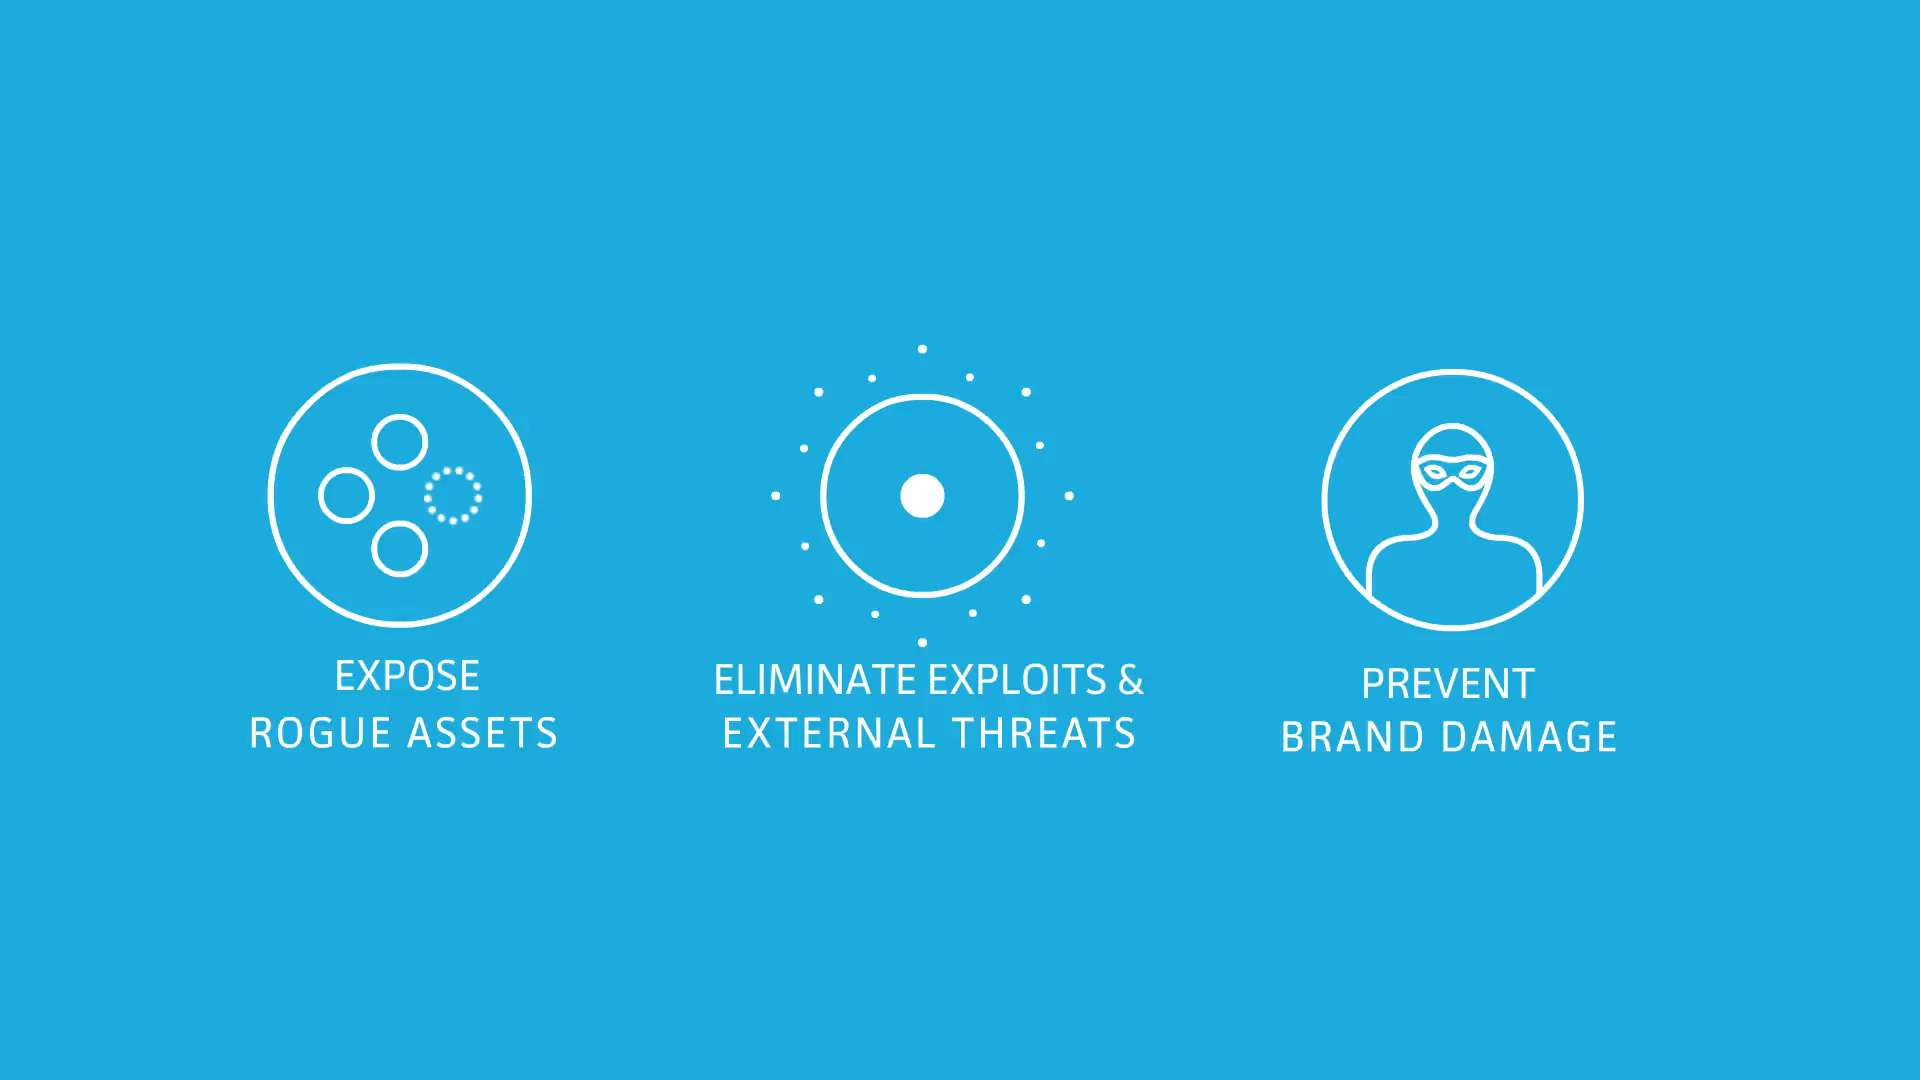 EXPOSE
ROGUE ASSETS
ELIMINATE EXPLOITS &
EXTERNAL THREATS
PREVENT
BRAND DAMAGE